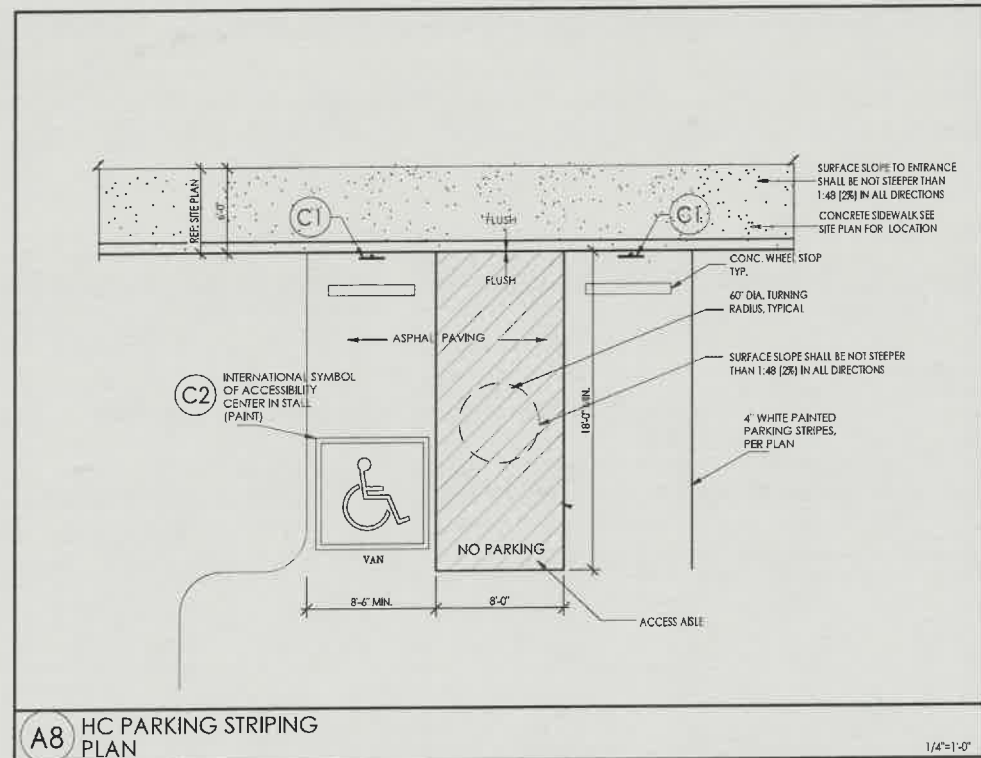 SURFACE SLOPE TO ENTRANCE
SHALL BE NOT STEEPER THAN
1:48 (2%) IN ALL DIRECTIONS
CONCRETE SIDEWALK SEE
SITE PLAN FOR LOCATION
REF. SITE PLAN
6'-0"
C1
FLUSH
C1
FLUSH
CONC. WHEEL STOP
TYP.
60" DIA. TURNING
RADIUS, TYPICAL
ASPHALT PAVING
SURFACE SLOPE SHALL BE NOT STEEPER
THAN 1:48 (2%) IN ALL DIRECTIONS
C2
INTERNATIONAL SYMBOL
OF ACCESSIBILITY
CENTER IN STALL
(PAINT)
18'-0" MIN.
4" WHITE PAINTED
PARKING STRIPES,
PER PLAN
VAN
NO PARKING
8'-6" MIN.
8'-0"
ACCESS AISLE
A8
HC PARKING STRIPING
PLAN
1/4"=1'-0"